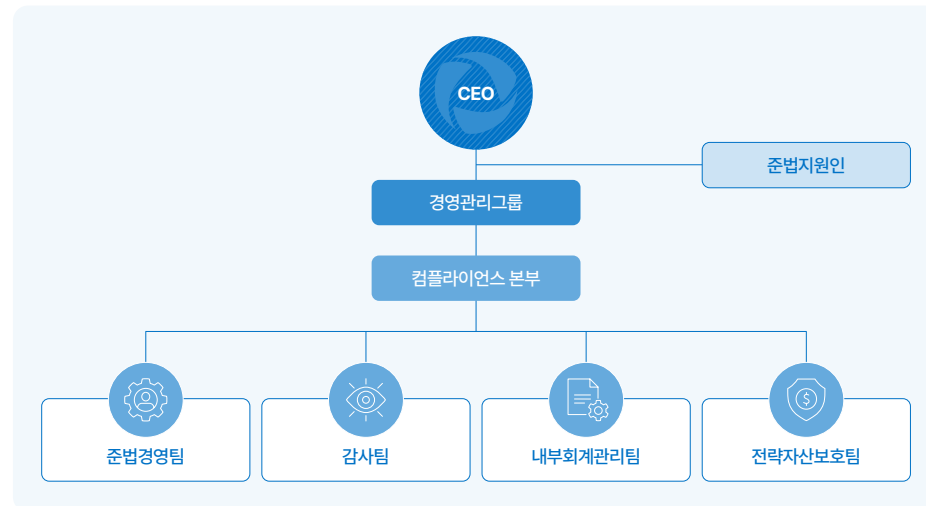 CEO
준법지원인
경영관리그룹
컴플라이언스 본부
준법경영팀
감사팀
내부회계관리팀
전략자산보호팀